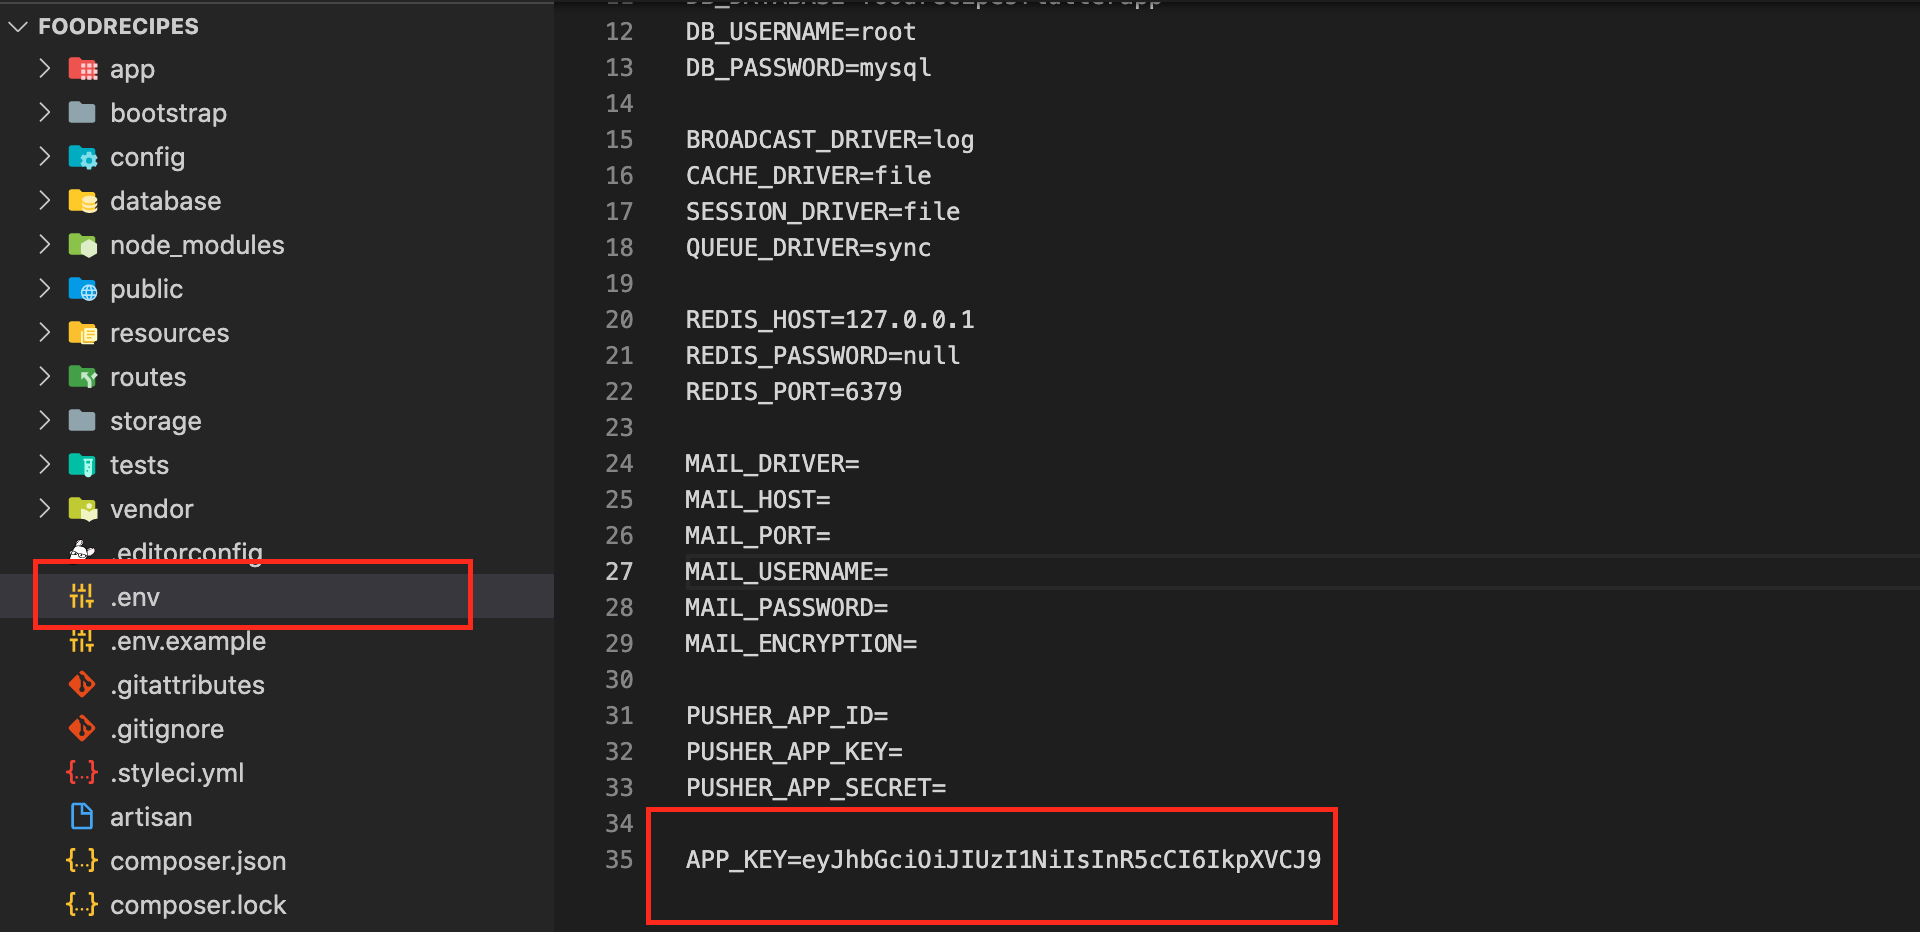 FOODRECIPES
app
bootstrap
config
database
node_modules
public
resources
routes
storage
tests
vendor
.editorconfig
.env
.env.example
.gitattributes
.gitignore
.styleci.yml
artisan
composer.json
composer.lock
12 DB_USERNAME=root
13 DB_PASSWORD=mysql
14
15 BROADCAST_DRIVER=log
16 CACHE_DRIVER=file
17 SESSION_DRIVER=file
18 QUEUE_DRIVER=sync
19
20 REDIS_HOST=127.0.0.1
21 REDIS_PASSWORD=null
22 REDIS_PORT=6379
23
24 MAIL_DRIVER=
25 MAIL_HOST=
26 MAIL_PORT=
27 MAIL_USERNAME=
28 MAIL_PASSWORD=
29 MAIL_ENCRYPTION=
30
31 PUSHER_APP_ID=
32 PUSHER_APP_KEY=
33 PUSHER_APP_SECRET=
34
35 APP_KEY=eyJhbGciOiJIUzI1NiIsInR5cCI6IkpXVCJ9